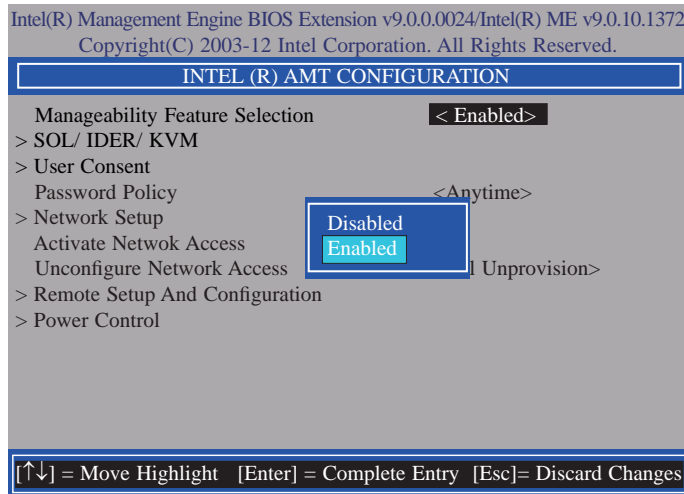 Intel(R) Management Engine BIOS Extension v9.0.0.0024/Intel(R) ME v9.0.10.1372
Copyright(C) 2003-12 Intel Corporation. All Rights Reserved.
INTEL (R) AMT CONFIGURATION
Manageability Feature Selection < Enabled>
> SOL/ IDER/ KVM
> User Consent
Password Policy <Anytime>
> Network Setup
Disabled
Activate Netwok Access
Enabled
Unconfigure Network Access Unprovision>
> Remote Setup And Configuration
> Power Control
[↑↓] = Move Highlight [Enter] = Complete Entry [Esc]= Discard Changes